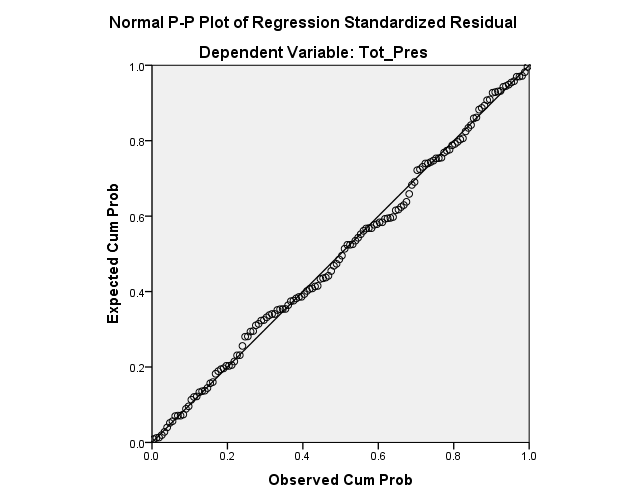 Normal P-P Plot of Regression Standardized Residual
Dependent Variable: Tot_Pres
1.0
0.8
0.6
0.4
0.2
0.0
Expected Cum Prob
0.0 0.2 0.4 0.6 0.8 1.0
Observed Cum Prob